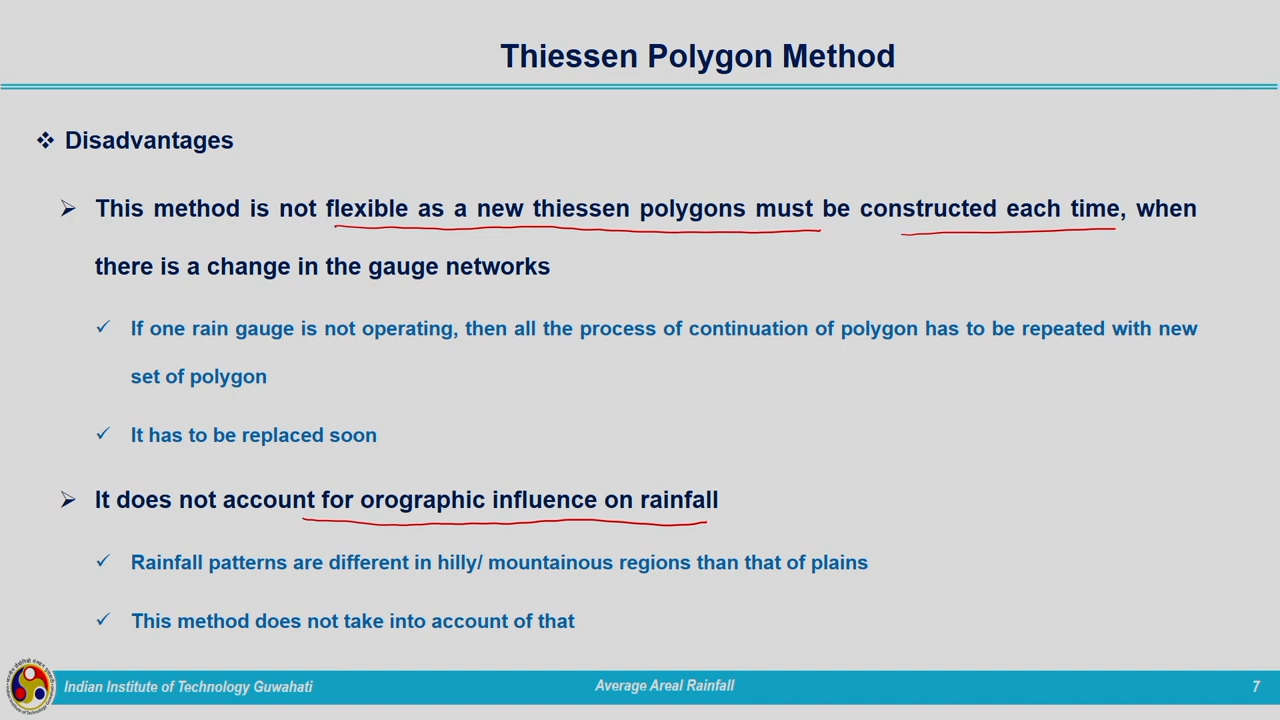 Thiessen Polygon Method
❖ Disadvantages
➢ This method is not flexible as a new thiessen polygons must be constructed each time, when
there is a change in the gauge networks
✓ If one rain gauge is not operating, then all the process of continuation of polygon has to be repeated with new
set of polygon
✓ It has to be replaced soon
➢ It does not account for orographic influence on rainfall
✓ Rainfall patterns are different in hilly/ mountainous regions than that of plains
✓ This method does not take into account of that
Indian Institute of Technology Guwahati
Average Areal Rainfall
7